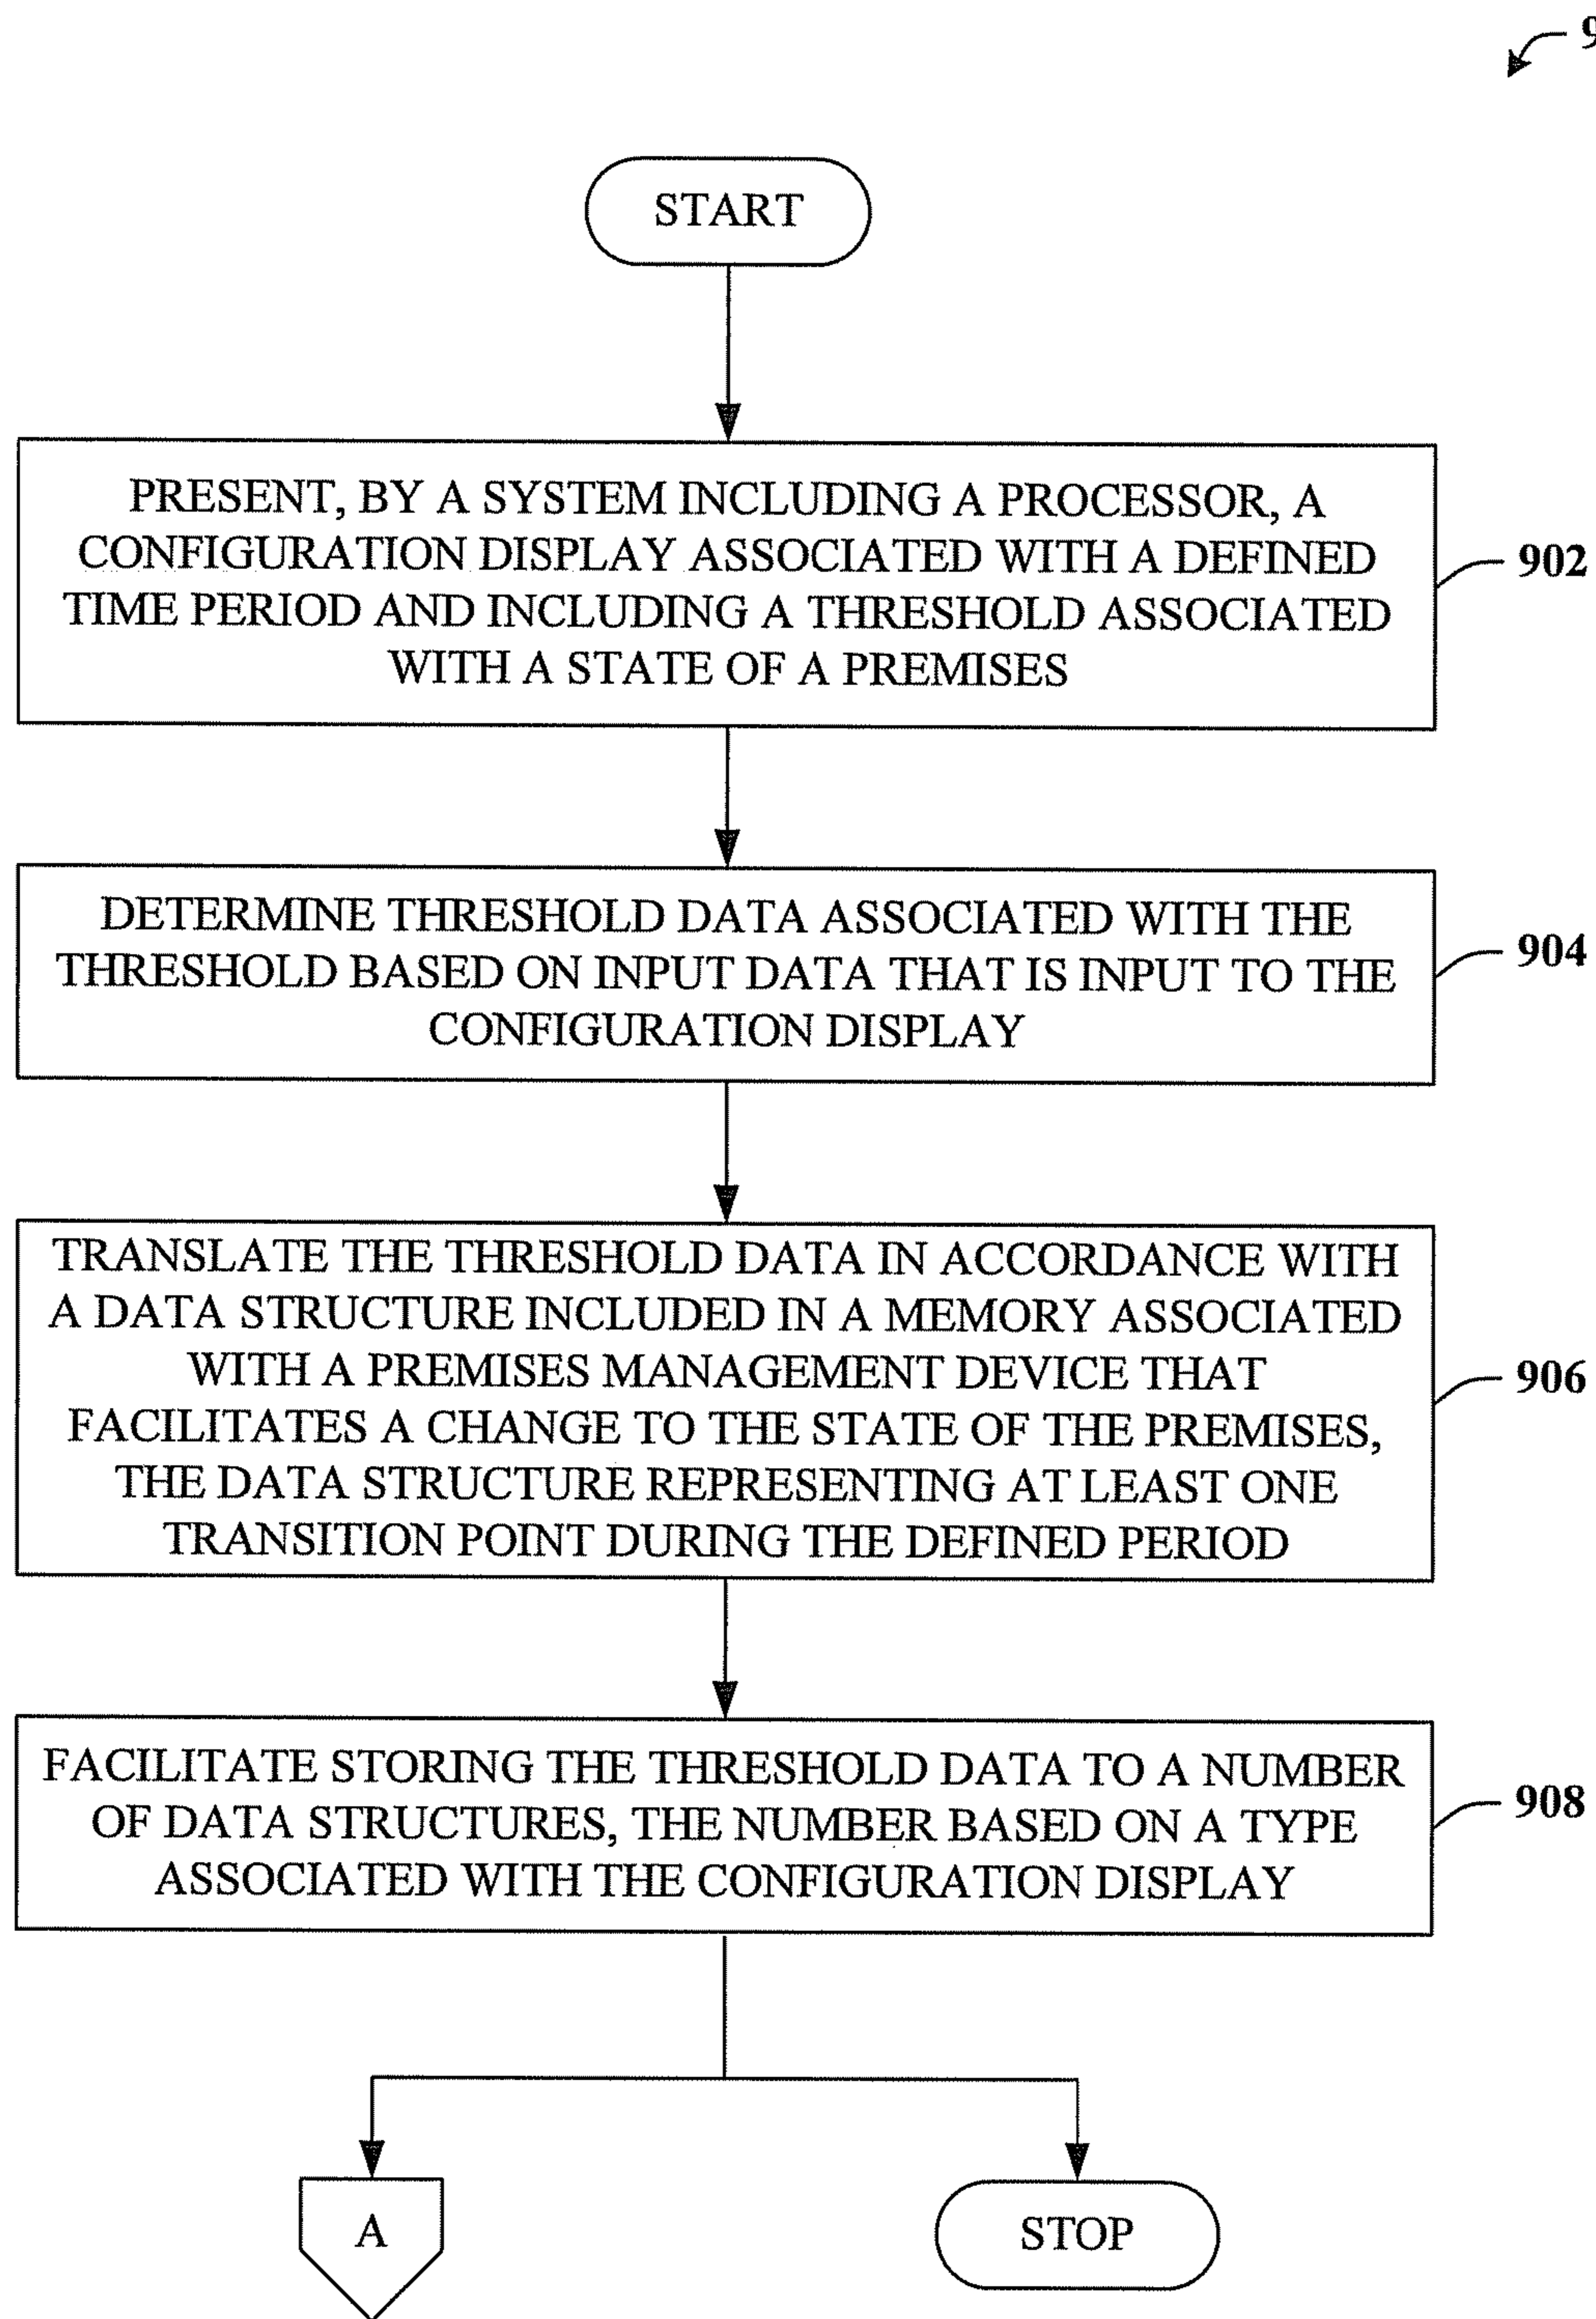 START
PRESENT, BY A SYSTEM INCLUDING A PROCESSOR, A
CONFIGURATION DISPLAY ASSOCIATED WITH A DEFINED
TIME PERIOD AND INCLUDING A THRESHOLD ASSOCIATED
WITH A STATE OF A PREMISES
902
DETERMINE THRESHOLD DATA ASSOCIATED WITH THE
THRESHOLD BASED ON INPUT DATA THAT IS INPUT TO THE
CONFIGURATION DISPLAY
904
TRANSLATE THE THRESHOLD DATA IN ACCORDANCE WITH
A DATA STRUCTURE INCLUDED IN A MEMORY ASSOCIATED
WITH A PREMISES MANAGEMENT DEVICE THAT
FACILITATES A CHANGE TO THE STATE OF THE PREMISES,
THE DATA STRUCTURE REPRESENTING AT LEAST ONE
TRANSITION POINT DURING THE DEFINED PERIOD
906
FACILITATE STORING THE THRESHOLD DATA TO A NUMBER
OF DATA STRUCTURES, THE NUMBER BASED ON A TYPE
ASSOCIATED WITH THE CONFIGURATION DISPLAY
908
A
STOP